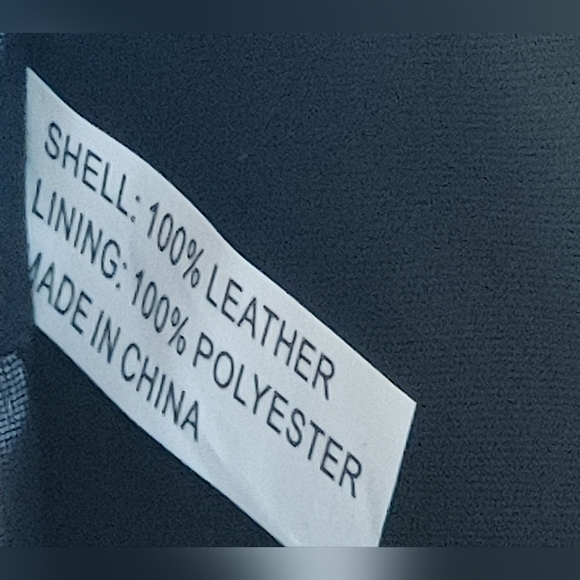 SHELL: 100% LEATHER
LINING: 100% POLYESTER
MADE IN CHINA